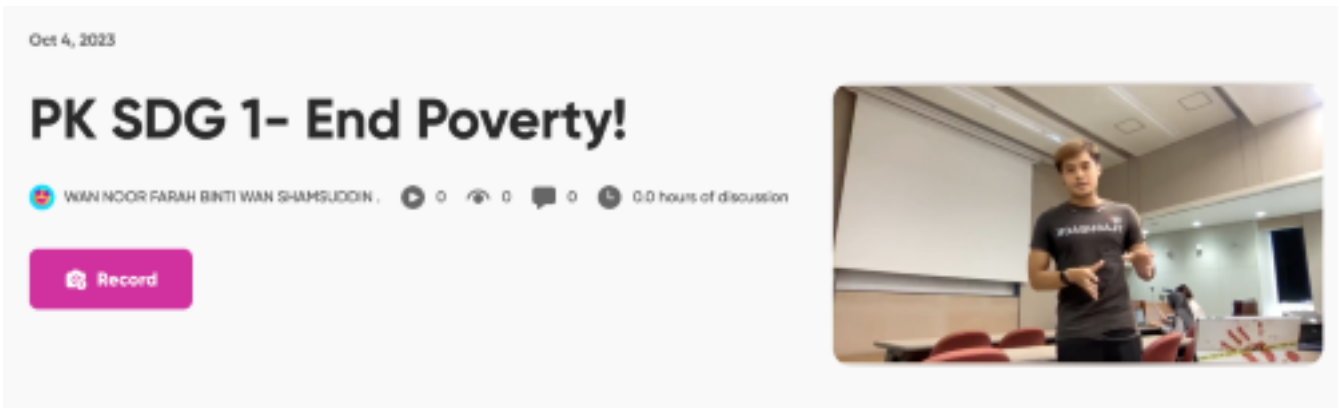 Oct 4, 2023
PK SDG 1- End Poverty!
WAN NOOR FARAH BINTI WAN SHAMSUDDIN . 0 0 0 0.0 hours of discussion
Record